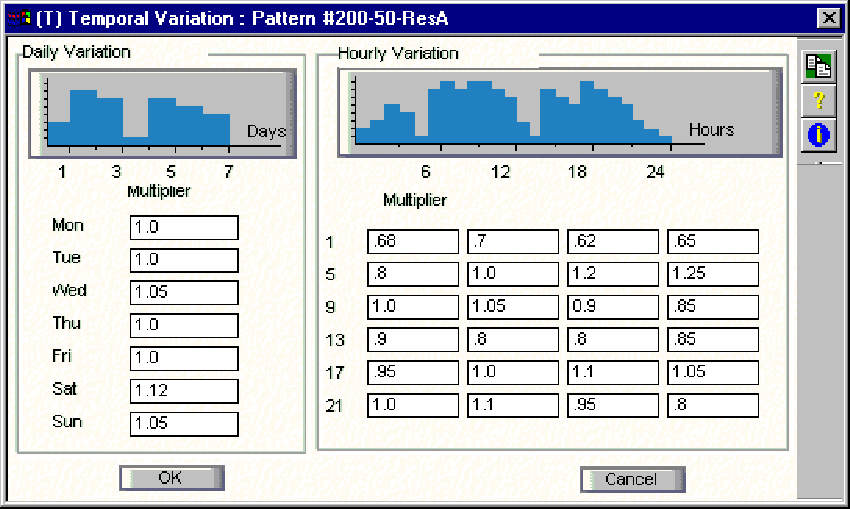 (T) Temporal Variation : Pattern #200-50-ResA
Daily Variation
Days
1 3 5 7
Multiplier
Mon 1.0
Tue 1.0
Wed 1.05
Thu 1.0
Fri 1.0
Sat 1.12
Sun 1.05
OK
Hourly Variation
Hours
6 12 18 24
Multiplier
1 .68 .7 .62 .65
5 .8 1.0 1.2 1.25
9 1.0 1.05 0.9 .85
13 .9 .8 .8 .85
17 .95 1.0 1.1 1.05
21 1.0 1.1 .95 .8
Cancel
?
i